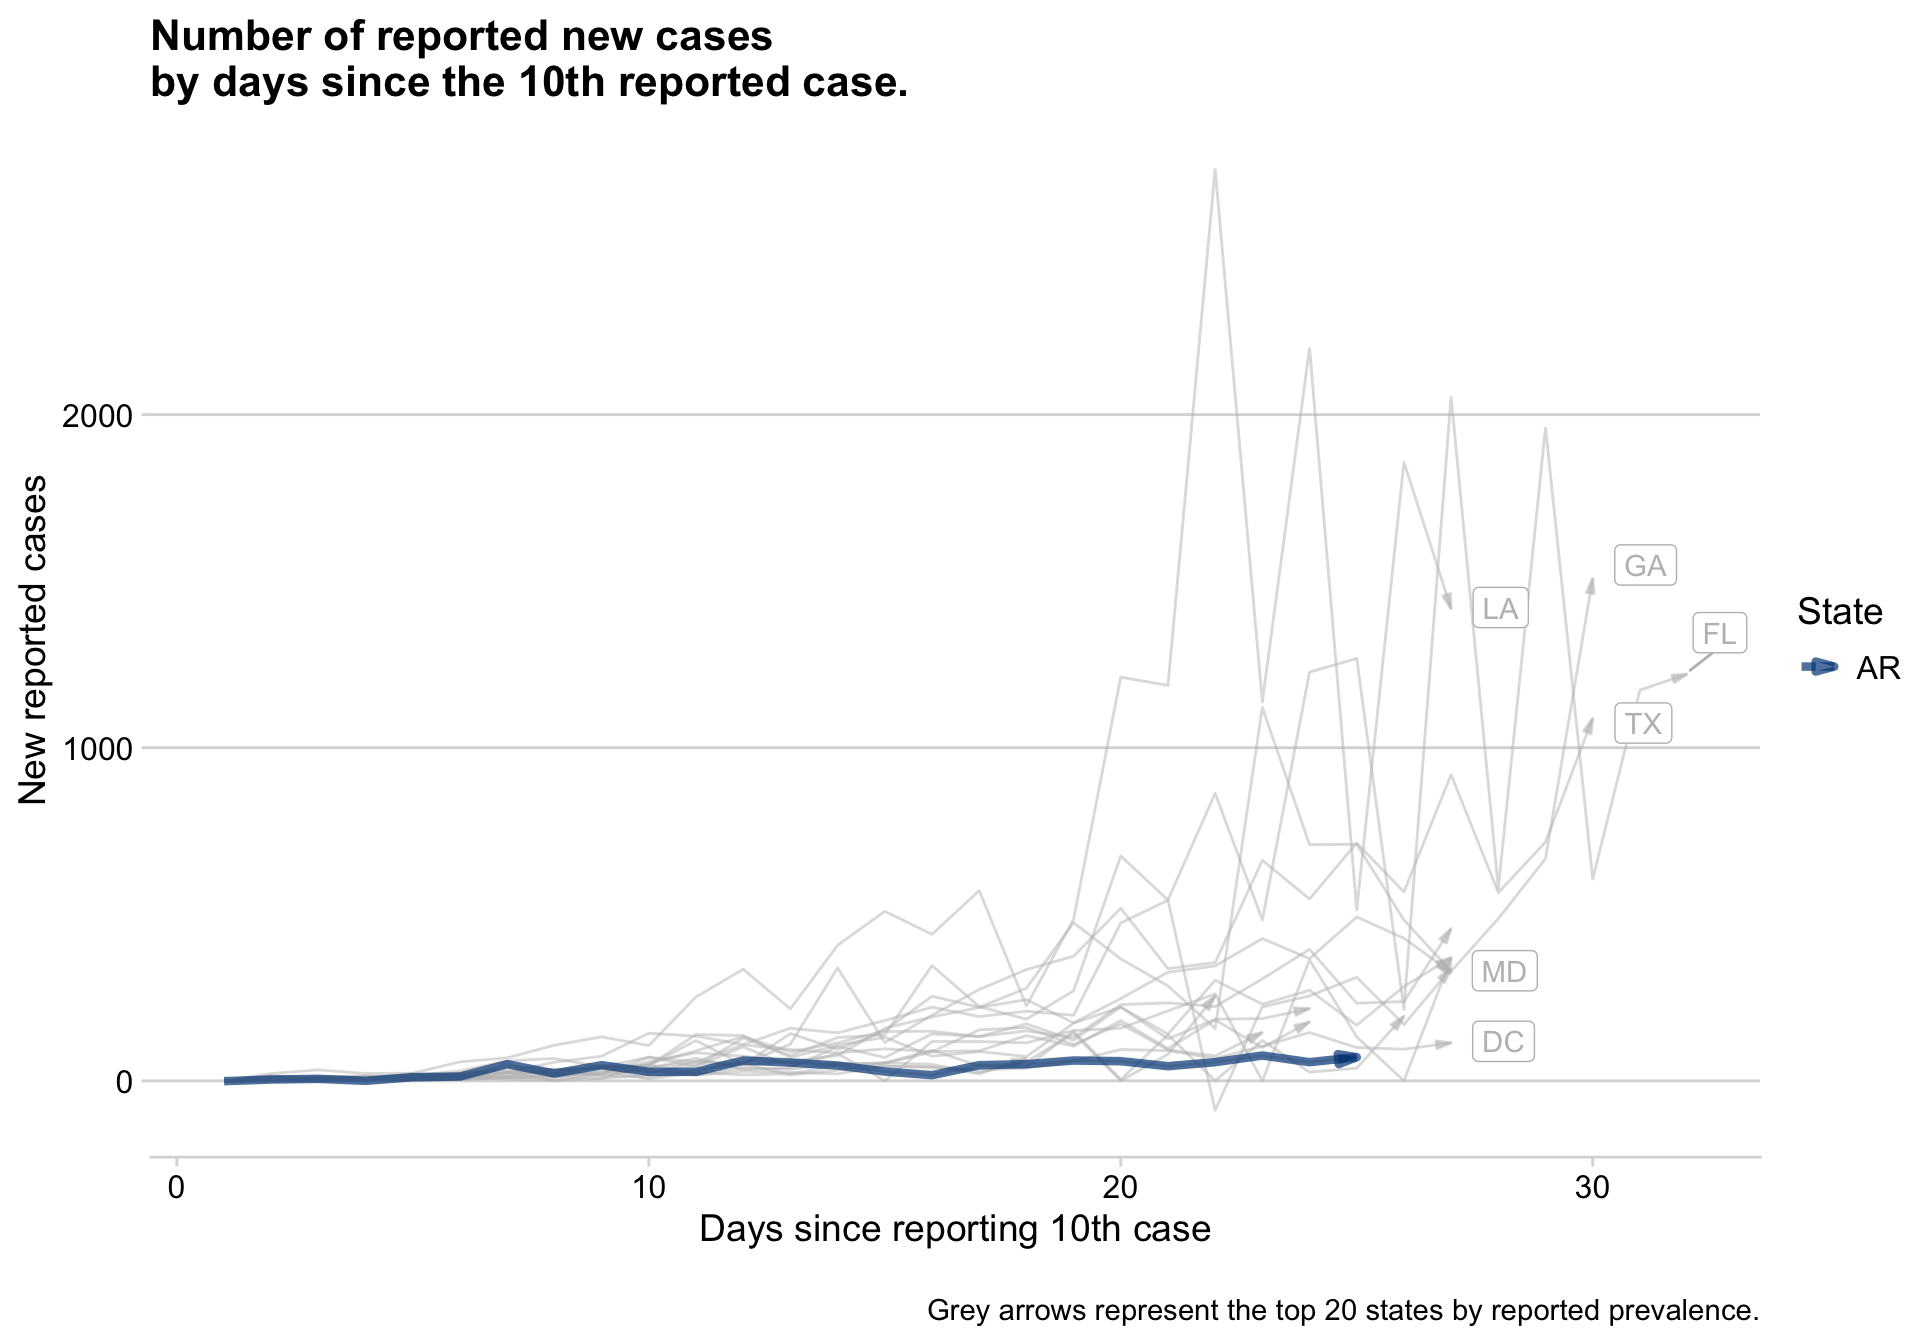 Number of reported new cases
by days since the 10th reported case.
New reported cases
2000
1000
0
GA
LA
FL
TX
MD
DC
State
AR
0
10
20
30
Days since reporting 10th case
Grey arrows represent the top 20 states by reported prevalence.